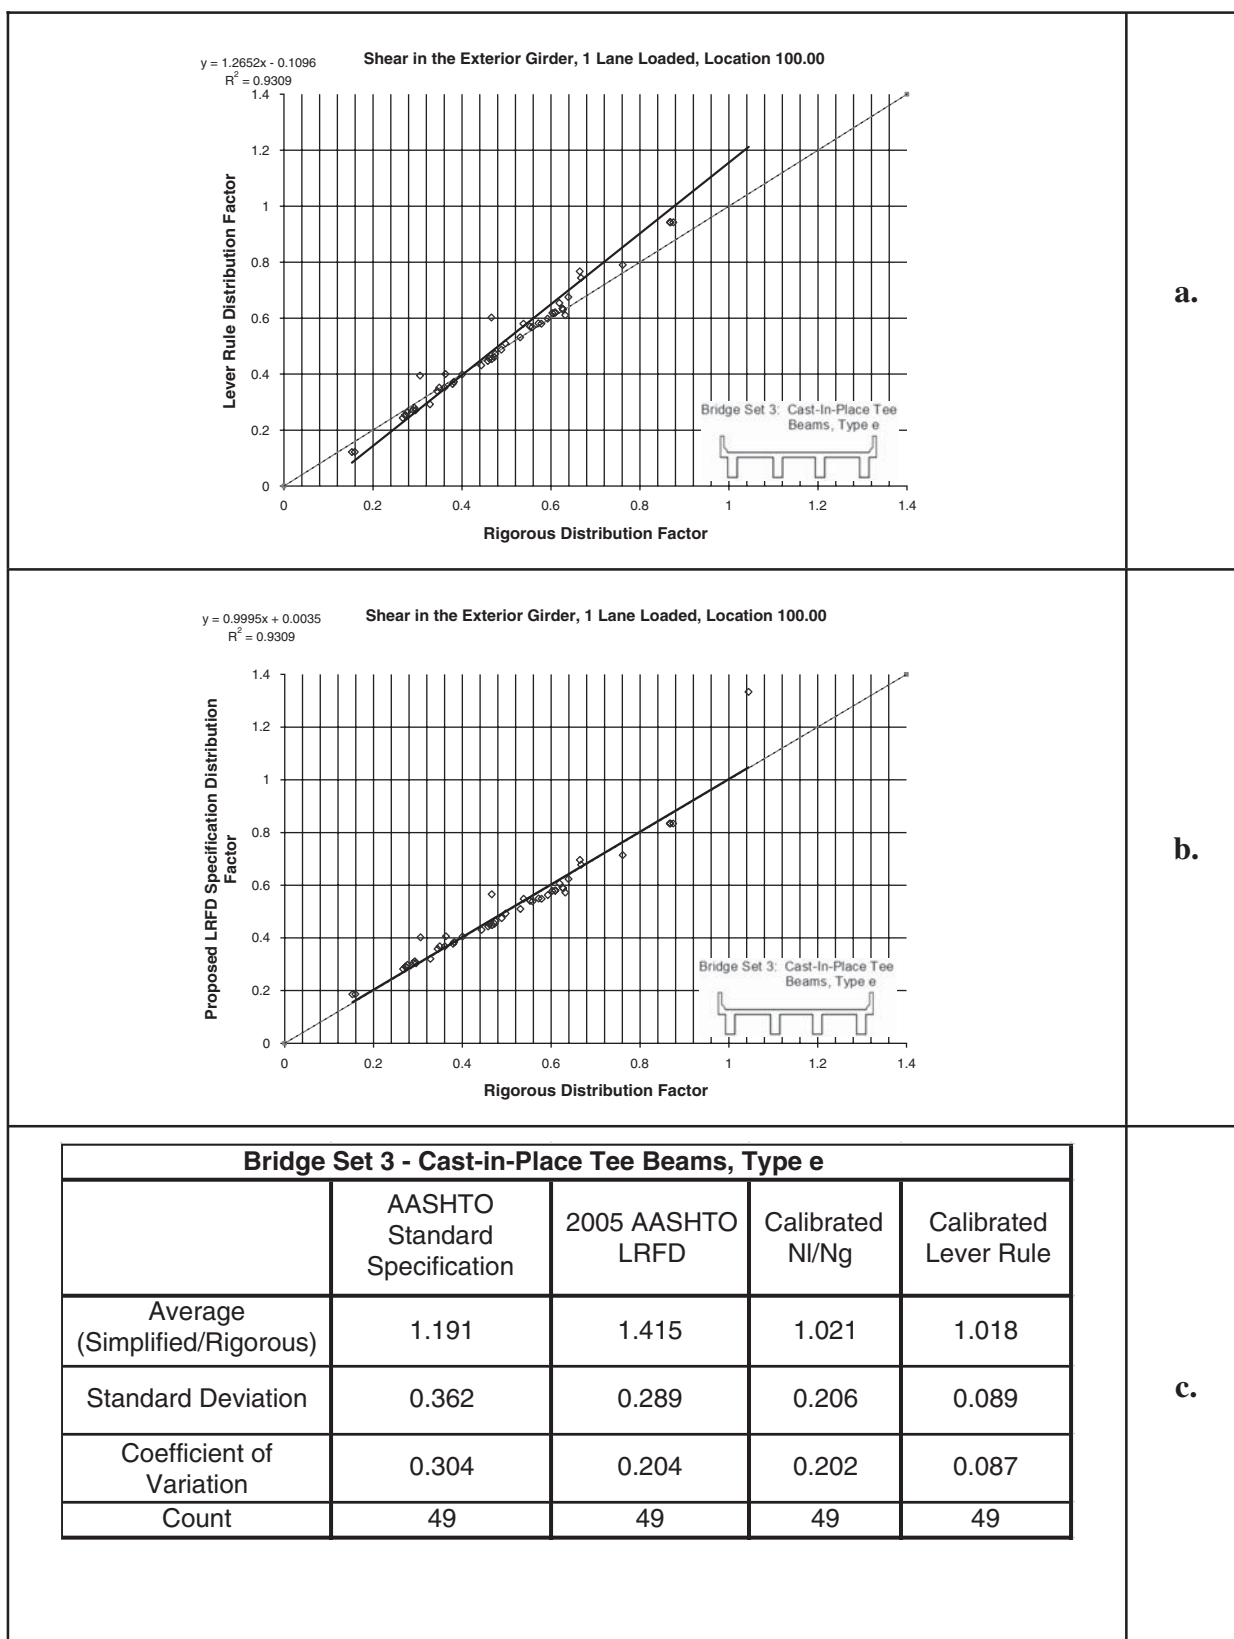 y = 1.2652x - 0.1096
R2 = 0.9309
Shear in the Exterior Girder, 1 Lane Loaded, Location 100.00
Lever Rule Distribution Factor
1.4
1.2
1
0.8
0.6
0.4
0.2
0
0 0.2 0.4 0.6 0.8 1 1.2 1.4
Rigorous Distribution Factor
Bridge Set 3: Cast-In-Place Tee
Beams, Type e
a.
y = 0.9995x + 0.0035
R2 = 0.9309
Shear in the Exterior Girder, 1 Lane Loaded, Location 100.00
Proposed LRFD Specification Distribution
Factor
1.4
1.2
1
0.8
0.6
0.4
0.2
0
0 0.2 0.4 0.6 0.8 1 1.2 1.4
Rigorous Distribution Factor
Bridge Set 3: Cast-In-Place Tee
Beams, Type e
b.
Bridge Set 3 - Cast-in-Place Tee Beams, Type e
AASHTO
Standard
Specification
2005 AASHTO
LRFD
Calibrated
Nl/Ng
Calibrated
Lever Rule
Average
(Simplified/Rigorous)
1.191 1.415 1.021 1.018
Standard Deviation 0.362 0.289 0.206 0.089
Coefficient of
Variation
0.304 0.204 0.202 0.087
Count 49 49 49 49
c.